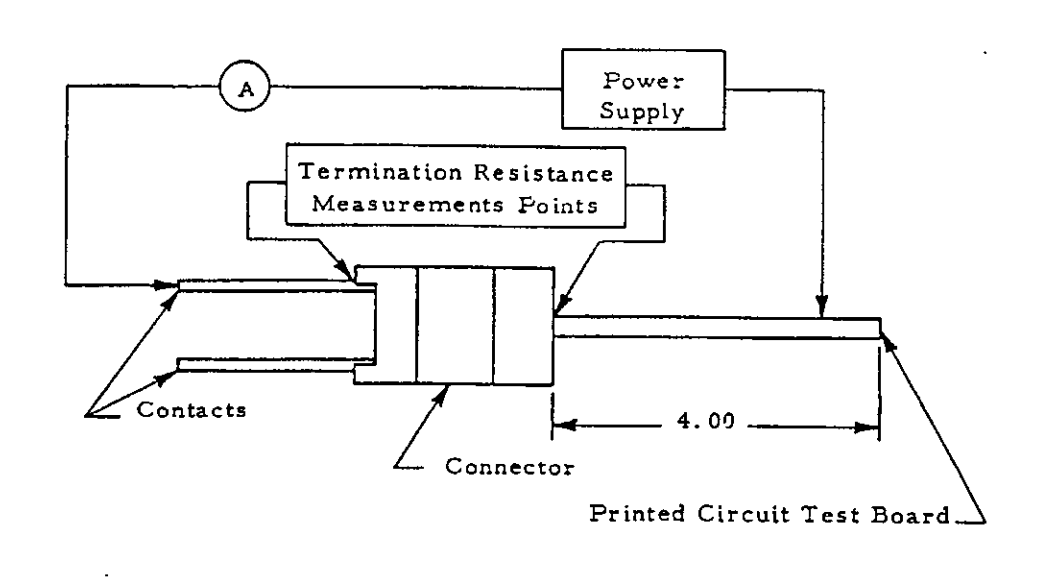 A
Power
Supply
Termination Resistance
Measurements Points
Contacts
4.00
Connector
Printed Circuit Test Board